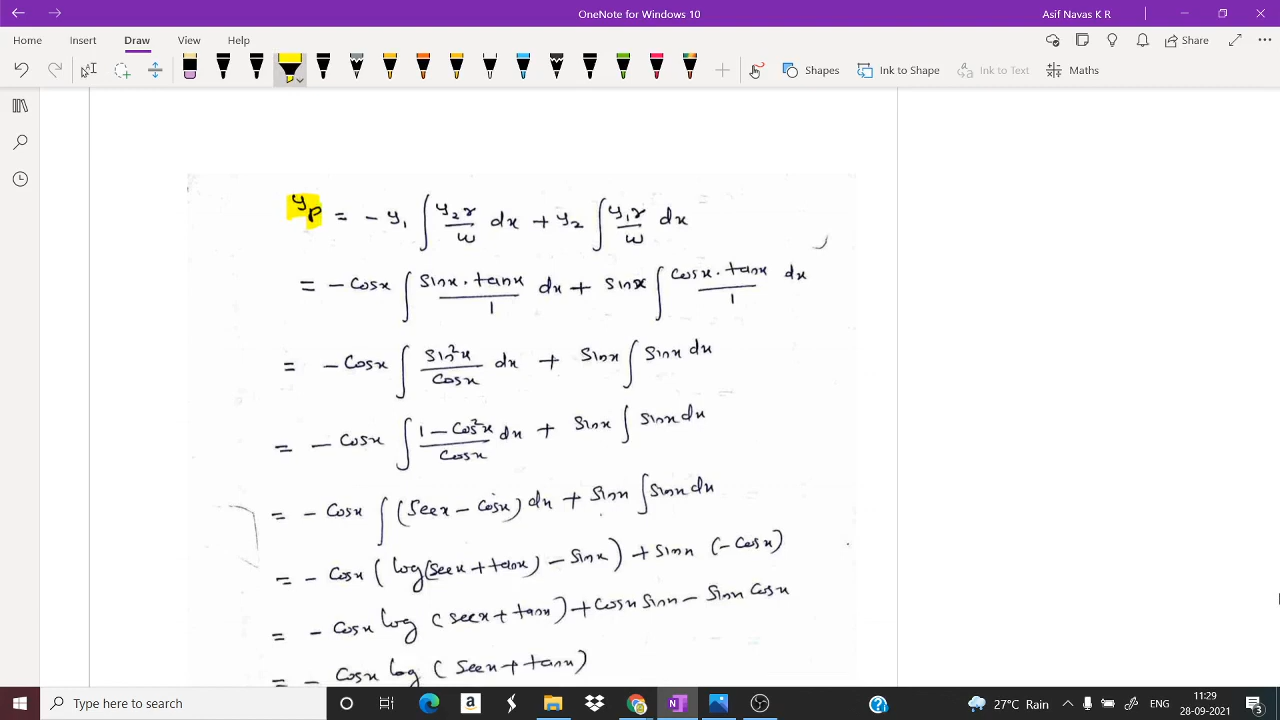 OneNote for Windows 10
Asif Navas K R
Home Insert Draw View Help
Share
Shapes Ink to Shape Ink to Text Maths
yp = - y₁ ∫ y₂r/w dx + y₂ ∫ y₁r/w dx
= - Cosx ∫ sinx · tanx/1 dx + sinx ∫ cosx · tanx/1 dx
= - Cosx ∫ sin²x/Cosx dx + sinx ∫ sinx dx
= - Cosx ∫ 1 - Cos²x/Cosx dx + sinx ∫ sinx dx
= - Cosx ∫ (secx - cosx) dx + sinx ∫ sinx dx
= - Cosx ( log(secx + tanx) - sinx ) + sinx (- Cosx)
= - Cosx log ( secx + tanx ) + Cosx sinx - sinx Cosx
= - Cosx log ( secx + tanx )
Type here to search
27°C Rain
ENG
11:29
28-09-2021
3